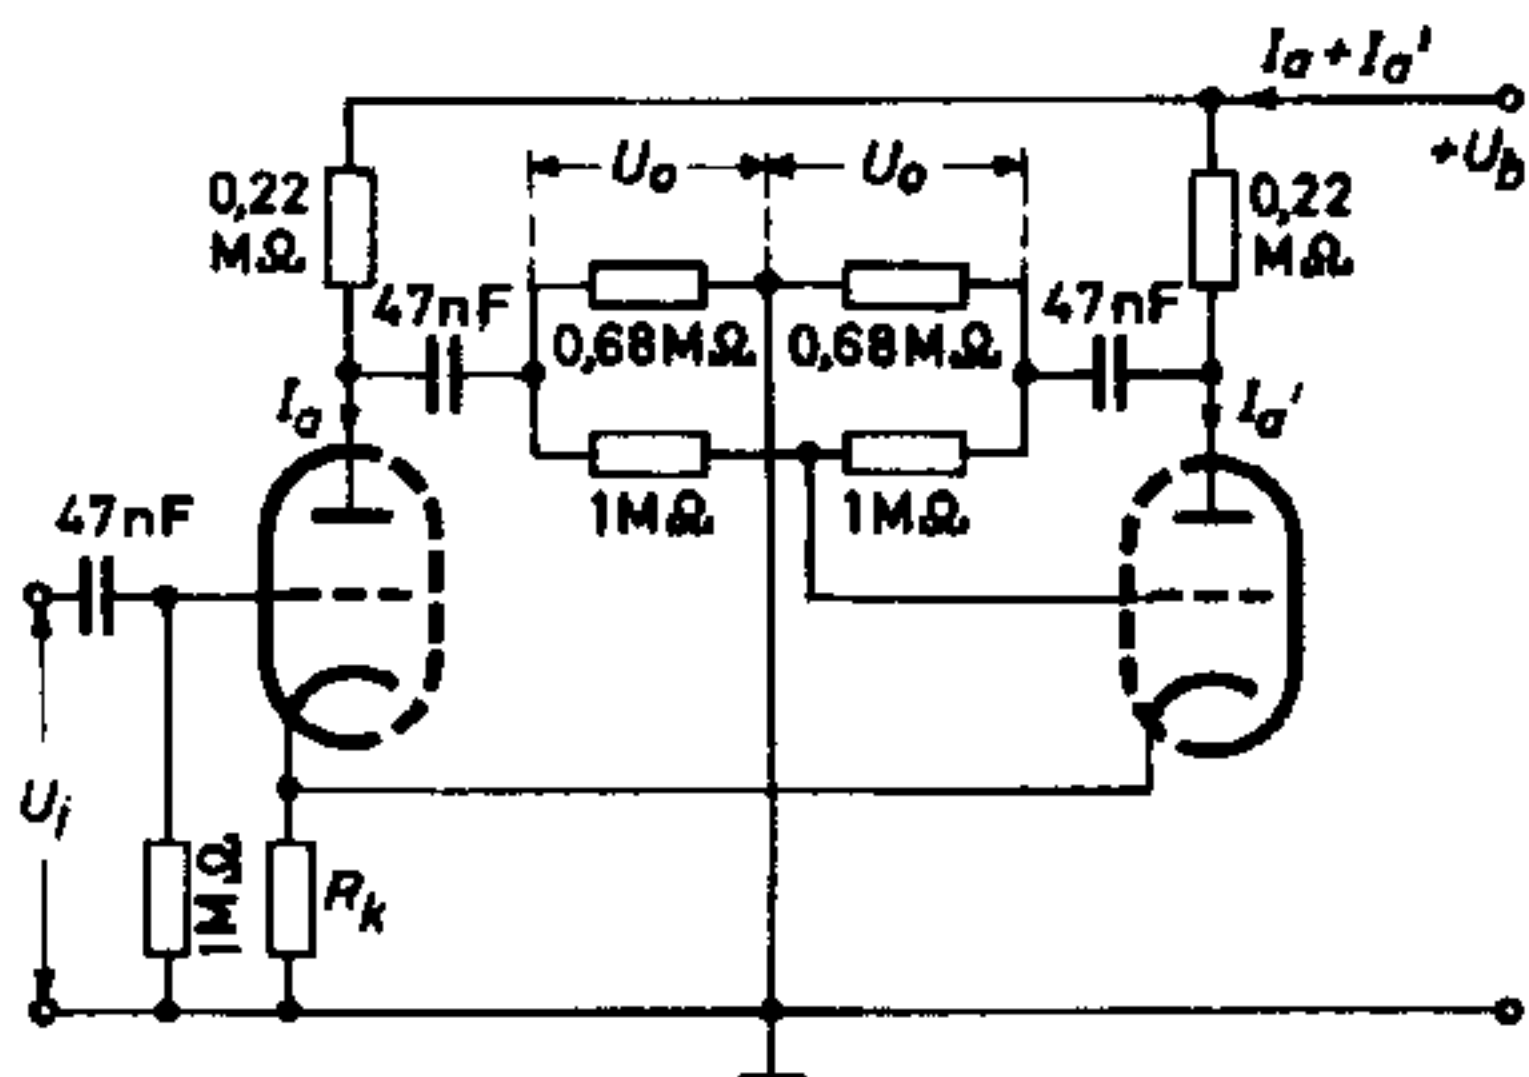 Ia + Ia'
+Ub
Uo
Uo
0,22
MΩ
0,22
MΩ
47nF
47nF
0,68MΩ
0,68MΩ
Ia
Ia'
47nF
1MΩ
1MΩ
Ui
1MΩ
Rk